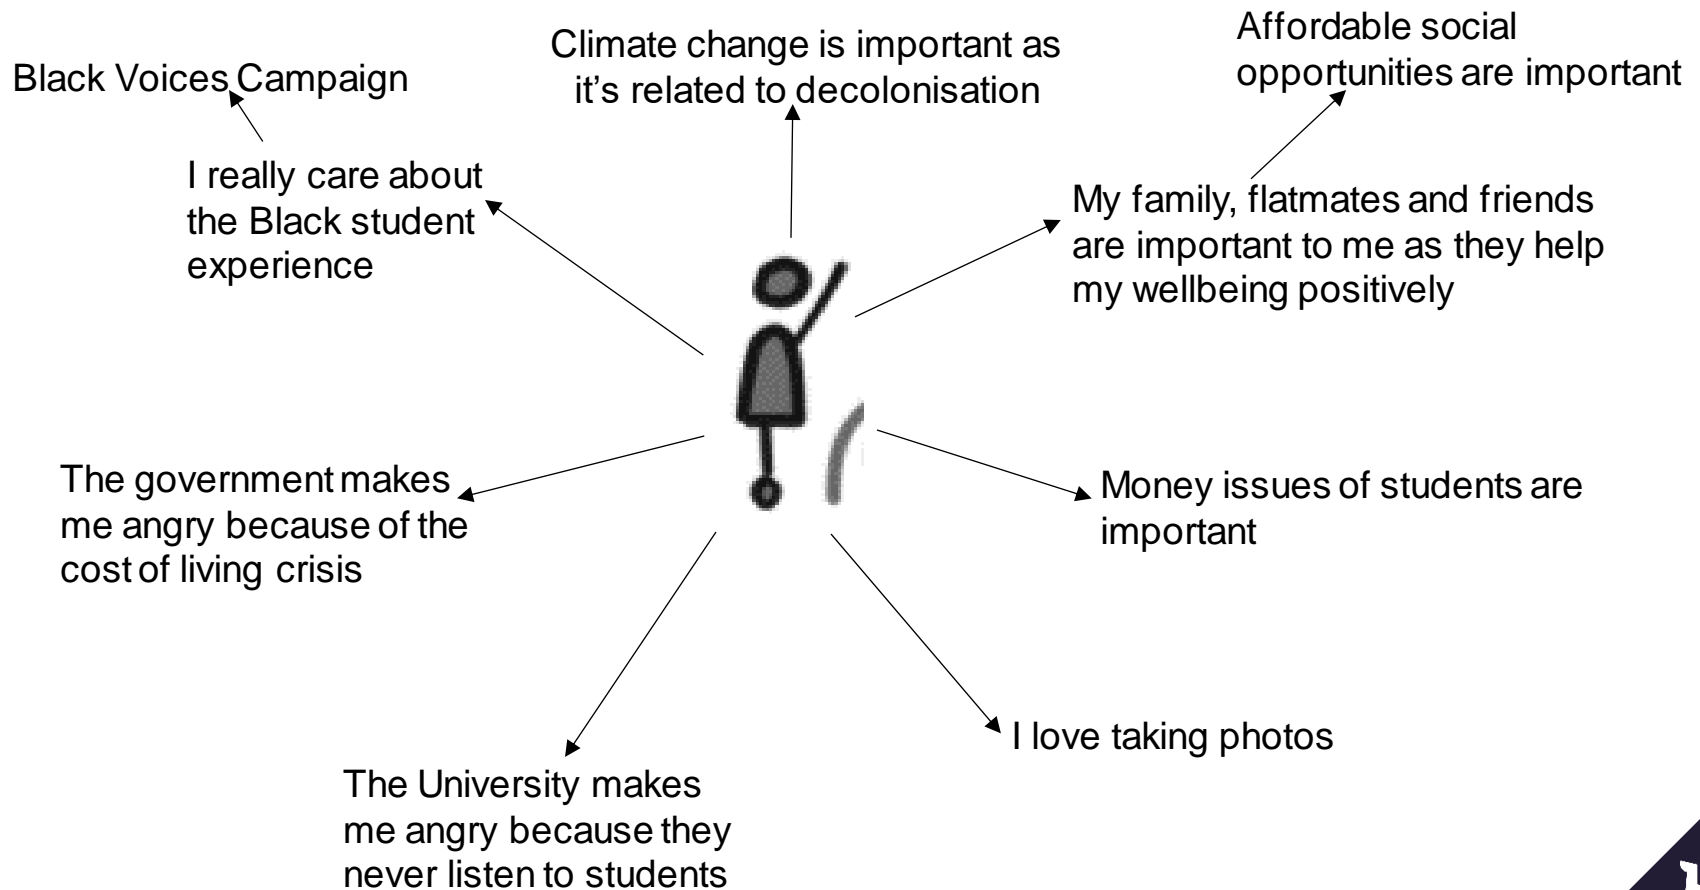 Black Voices Campaign
Climate change is important as
it's related to decolonisation
Affordable social
opportunities are important
I really care about
the Black student
experience
My family, flatmates and friends
are important to me as they help
my wellbeing positively
The government makes
me angry because of the
cost of living crisis
Money issues of students are
important
I love taking photos
The University makes
me angry because they
never listen to students